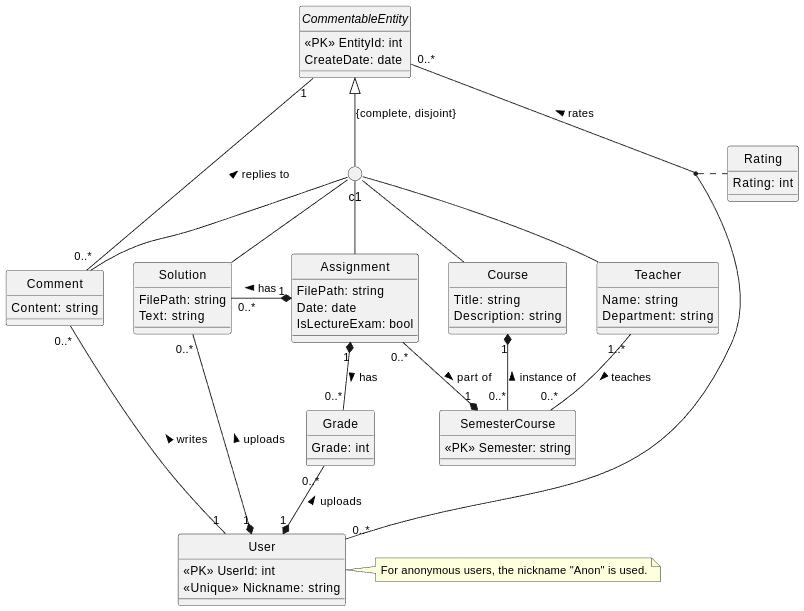 CommentableEntity
«PK» EntityId: int
CreateDate: date
0..*
1
{complete, disjoint}
rates
Rating
Rating: int
replies to
c1
0..*
Comment
Content: string
Solution
FilePath: string
Text: string
has
1
0..*
Assignment
FilePath: string
Date: date
IsLectureExam: bool
Course
Title: string
Description: string
Teacher
Name: string
Department: string
0..*
0..*
1
0..*
1
1..*
has
part of
instance of
teaches
0..*
1
0..*
0..*
Grade
Grade: int
SemesterCourse
«PK» Semester: string
writes
uploads
0..*
uploads
1
1
1
0..*
User
«PK» UserId: int
«Unique» Nickname: string
For anonymous users, the nickname "Anon" is used.